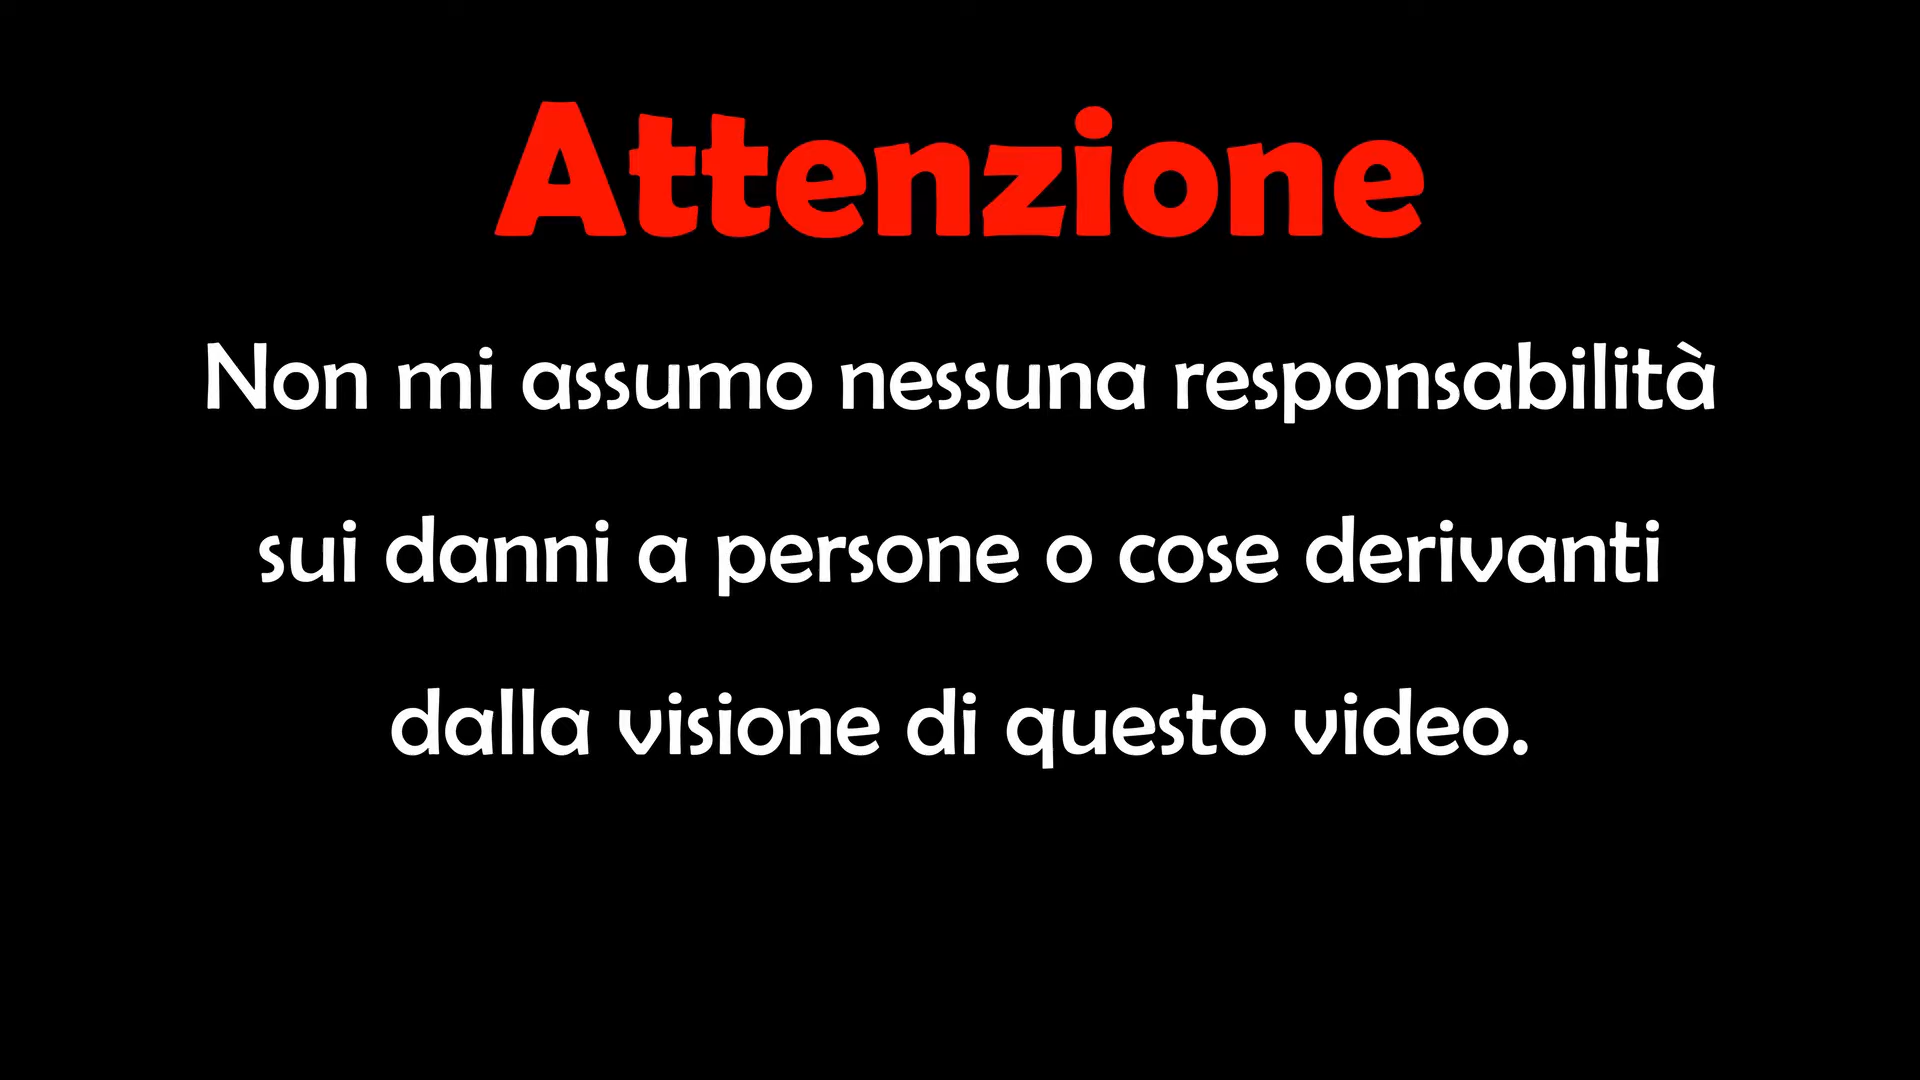 Attenzione
Non mi assumo nessuna responsabilità
sui danni a persone o cose derivanti
dalla visione di questo video.